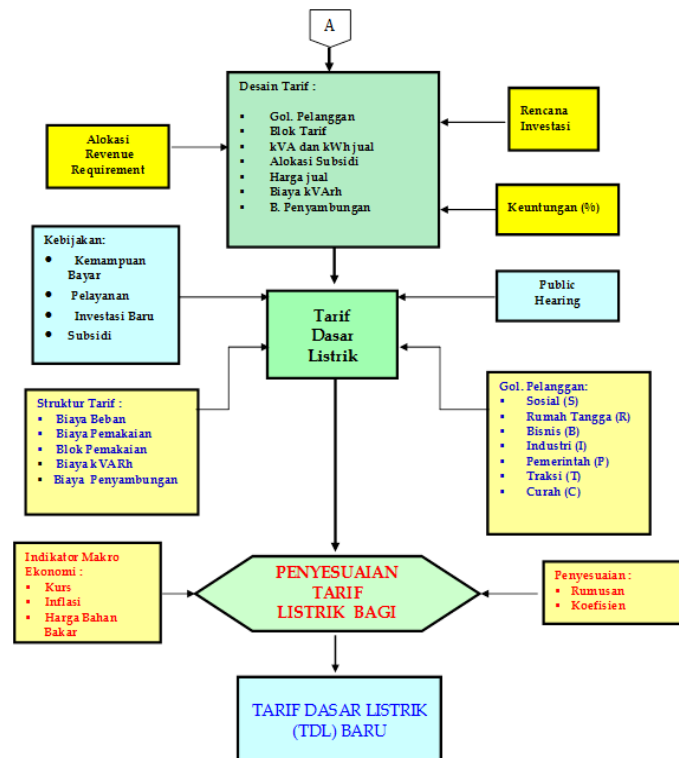 A
Desain Tarif :
▪ Gol. Pelanggan
▪ Blok Tarif
▪ kVA dan kWh jual
▪ Alokasi Subsidi
▪ Harga jual
▪ Biaya kVArh
▪ B. Penyambungan
Rencana
Investasi
Alokasi
Revenue
Requirement
Keuntungan (%)
Kebijakan:
● Kemampuan
Bayar
● Pelayanan
● Investasi Baru
● Subsidi
Public
Hearing
Tarif
Dasar
Listrik
Struktur Tarif :
▪ Biaya Beban
▪ Biaya Pemakaian
▪ Blok Pemakaian
▪ Biaya kVARh
▪ Biaya Penyambungan
Gol. Pelanggan:
▪ Sosial (S)
▪ Rumah Tangga (R)
▪ Bisnis (B)
▪ Industri (I)
▪ Pemerintah (P)
▪ Traksi (T)
▪ Curah (C)
Indikator Makro
Ekonomi :
▪ Kurs
▪ Inflasi
▪ Harga Bahan
Bakar
PENYESUAIAN
TARIF
LISTRIK BAGI
Penyesuaian :
▪ Rumusan
▪ Koefisien
TARIF DASAR LISTRIK
(TDL) BARU